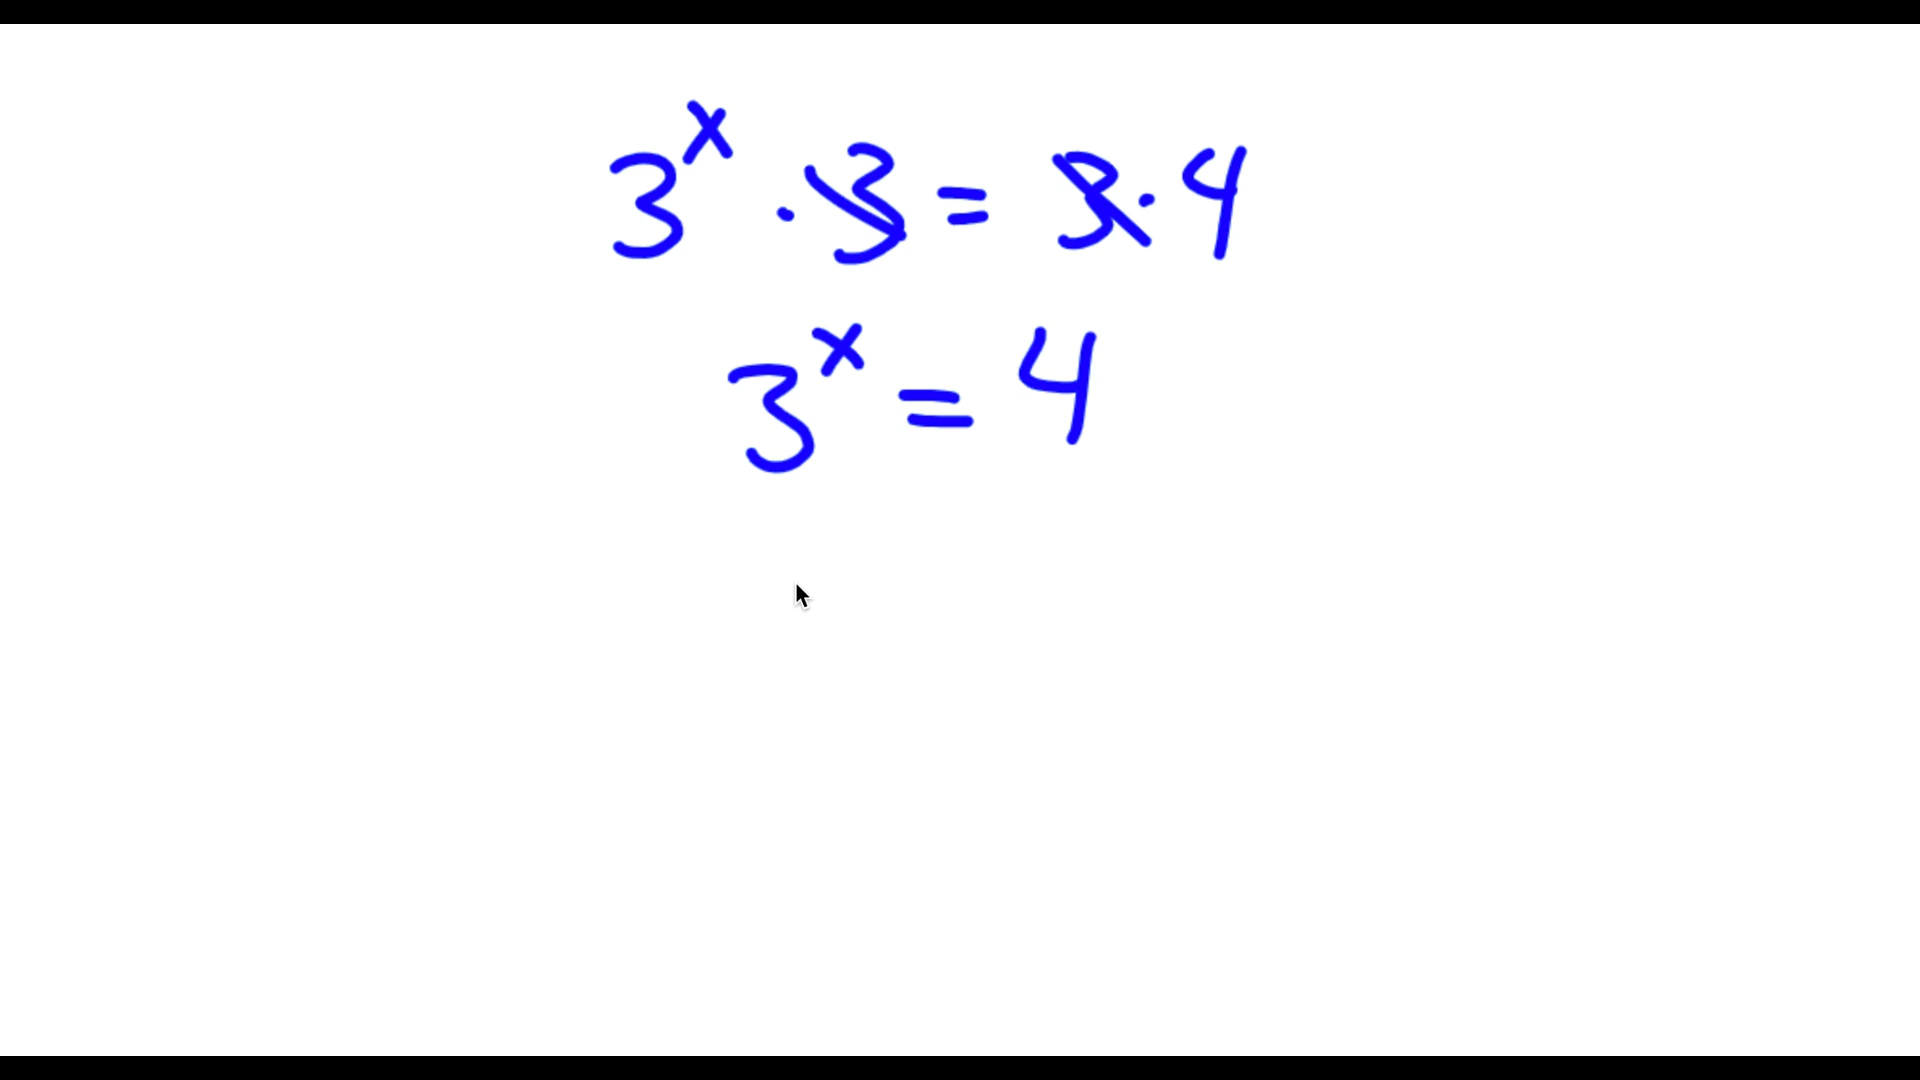 3^x · 3 = 3 · 4
3^x = 4